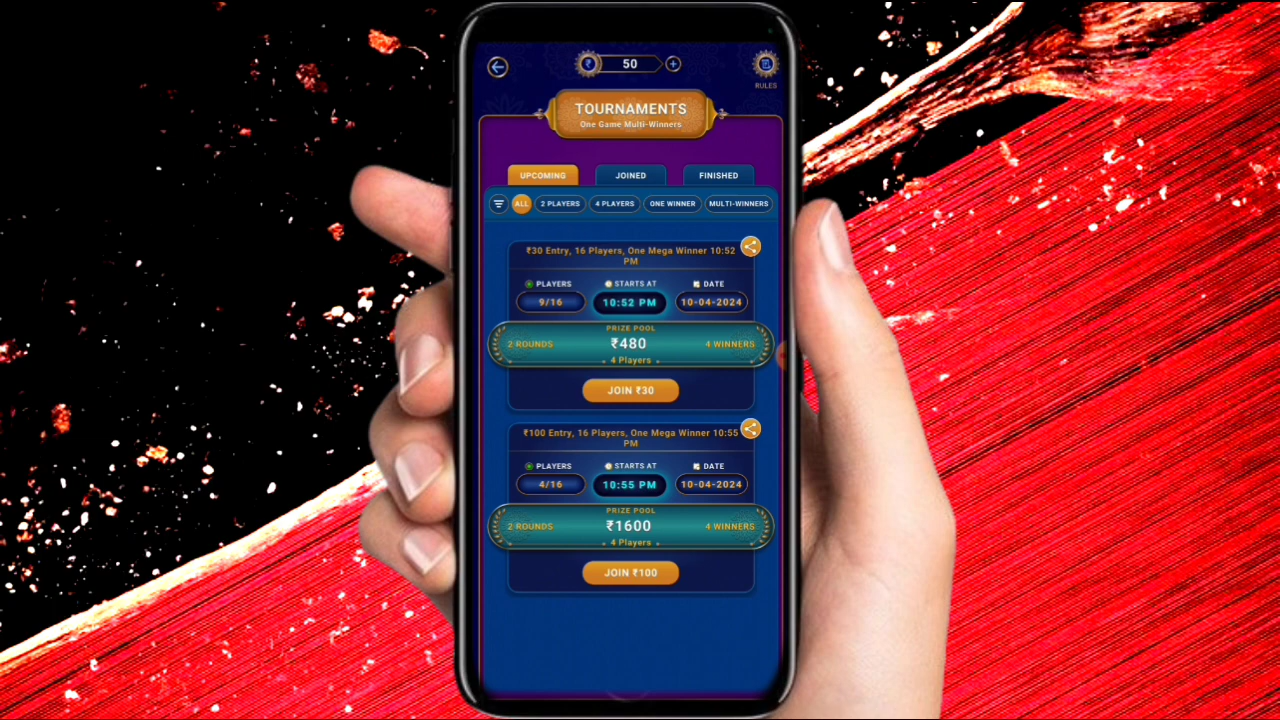 ₹ 50 +
RULES
TOURNAMENTS
One Game Multi-Winners
UPCOMING JOINED FINISHED
ALL 2 PLAYERS 4 PLAYERS ONE WINNER MULTI-WINNERS
₹30 Entry, 16 Players, One Mega Winner 10:52
PM
PLAYERS STARTS AT DATE
9/16 10:52 PM 10-04-2024
PRIZE POOL
2 ROUNDS ₹480 4 WINNERS
4 Players
JOIN ₹30
₹100 Entry, 16 Players, One Mega Winner 10:55
PM
PLAYERS STARTS AT DATE
4/16 10:55 PM 10-04-2024
PRIZE POOL
2 ROUNDS ₹1600 4 WINNERS
4 Players
JOIN ₹100